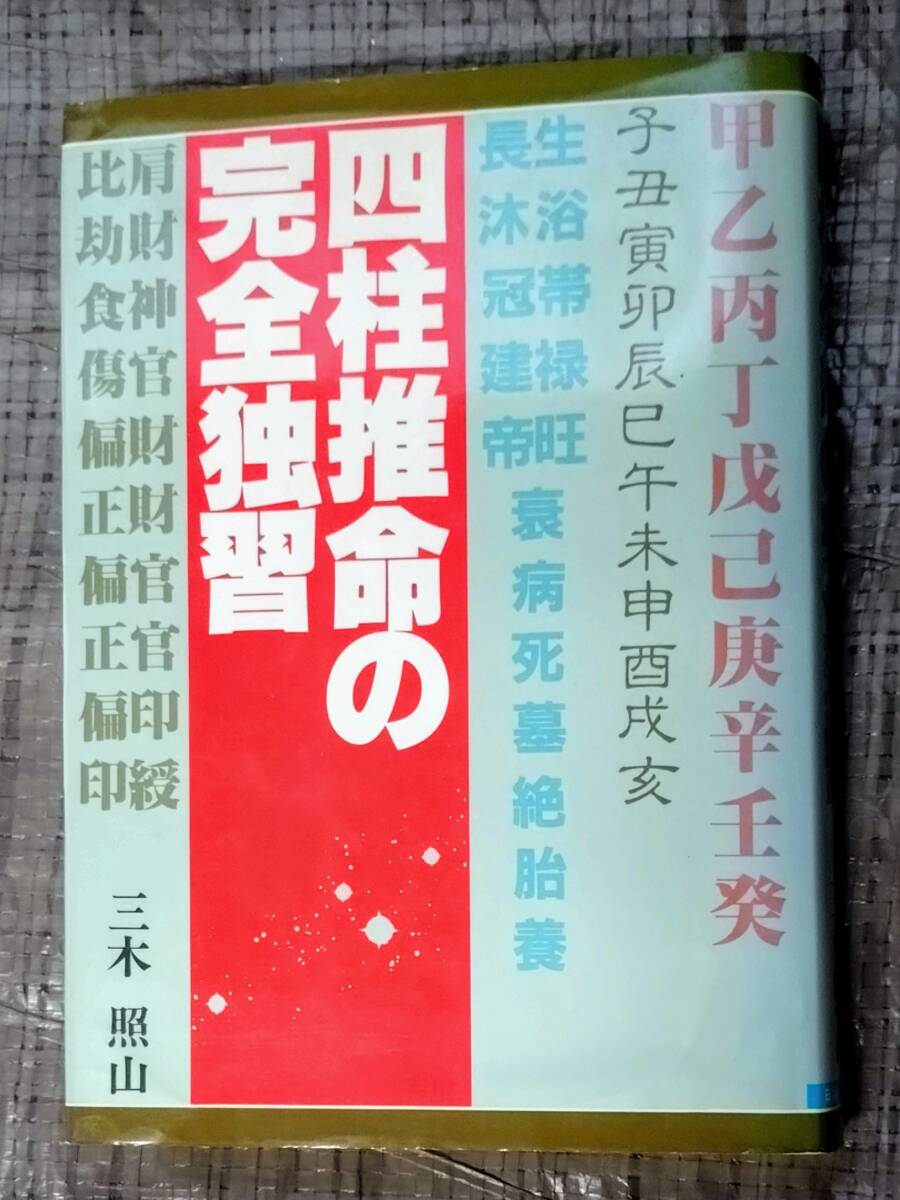 甲乙丙丁戊己庚辛壬癸
子丑寅卯辰巳午未申酉戌亥
長生
沐浴
冠帯
建禄
帝旺
衰
病
死
墓
絶
胎
養
四柱推命の
完全独習
比肩
劫財
食神
傷官
偏財
正財
偏官
正官
偏印
印綬
三木照山